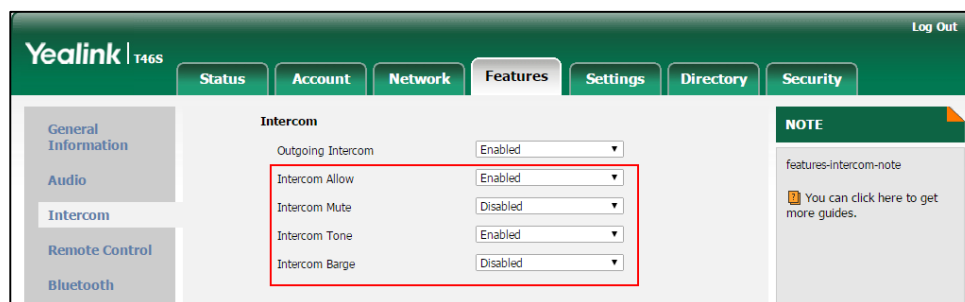 Log Out
Yealink | T46S
Status Account Network Features Settings Directory Security
General
Information
Audio
Intercom
Remote Control
Bluetooth
Intercom
Outgoing Intercom Enabled
Intercom Allow Enabled
Intercom Mute Disabled
Intercom Tone Enabled
Intercom Barge Disabled
NOTE
features-intercom-note
You can click here to get
more guides.